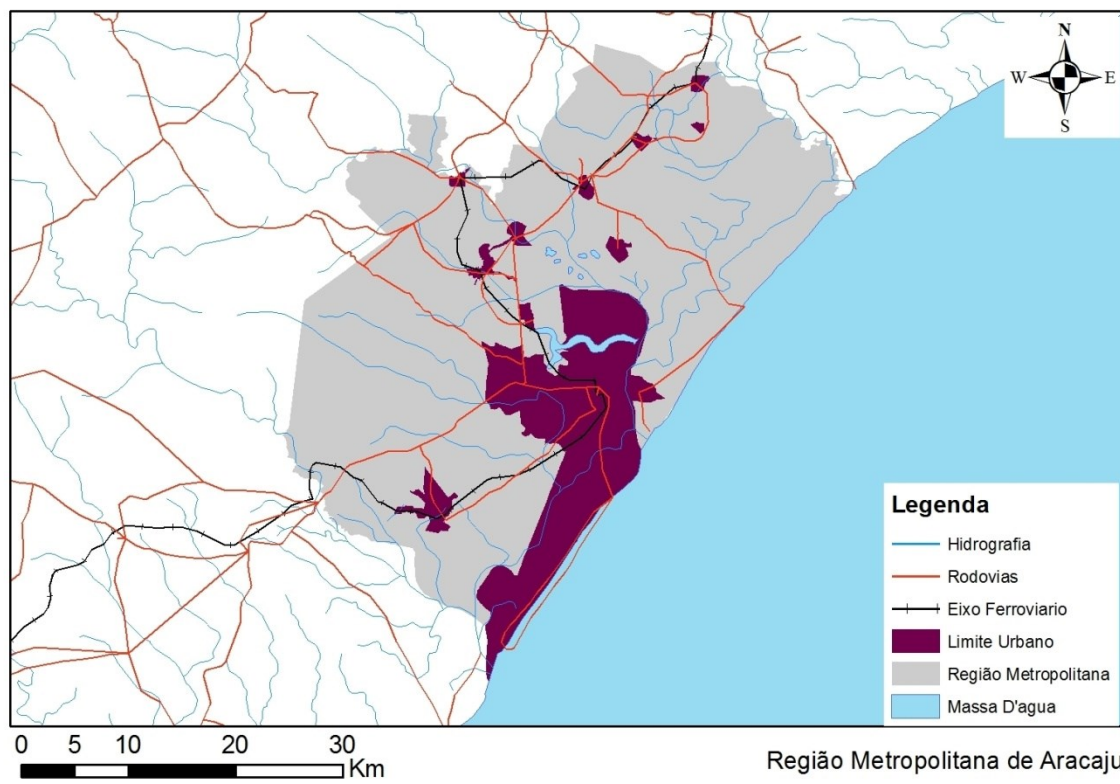 N
W E
S
Legenda
Hidrografia
Rodovias
Eixo Ferroviario
Limite Urbano
Região Metropolitana
Massa D'agua
0 5 10 20 30
Km
Região Metropolitana de Aracaju